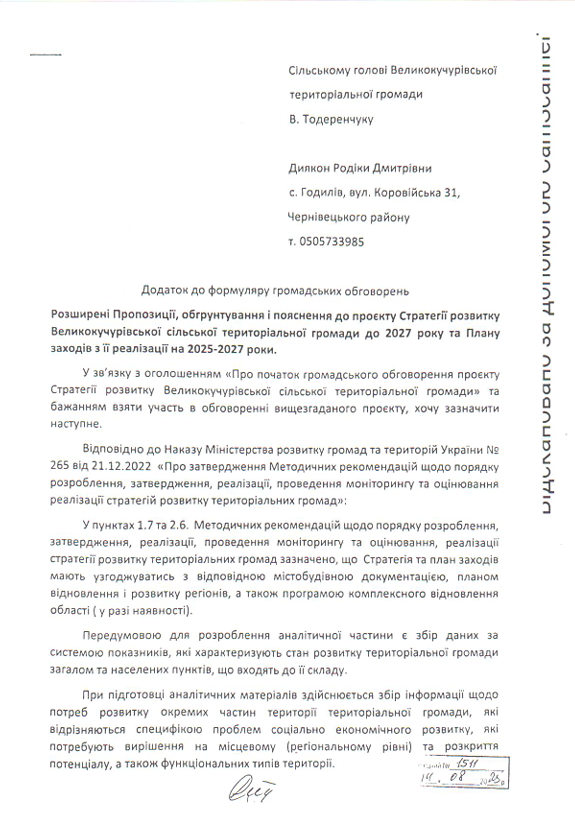 Сільському голові Великокучурівської
територіальної громади
В. Тодеренчуку
Диякон Родіки Дмитрівни
с. Годилів, вул. Коровійська 31,
Чернівецького району
т. 0505733985
Додаток до формуляру громадських обговорень
Розширені Пропозиції, обгрунтування і пояснення до проєкту Стратегії розвитку
Великокучурівської сільської територіальної громади до 2027 року та Плану
заходів з її реалізації на 2025-2027 роки.
У зв’язку з оголошенням «Про початок громадського обговорення проєкту
Стратегії розвитку Великокучурівської сільської територіальної громади» та
бажанням взяти участь в обговоренні вищезгаданого проєкту, хочу зазначити
наступне.
Відповідно до Наказу Міністерства розвитку громад та територій України №
265 від 21.12.2022 «Про затвердження Методичних рекомендацій щодо порядку
розроблення, затвердження, реалізації, проведення моніторингу та оцінювання
реалізації стратегій розвитку територіальних громад»:
У пунктах 1.7 та 2.6. Методичних рекомендацій щодо порядку розроблення,
затвердження, реалізації, проведення моніторингу та оцінювання, реалізації
стратегії розвитку територіальних громад зазначено, що Стратегія та план заходів
мають узгоджуватись з відповідною містобудівною документацією, планом
відновлення і розвитку регіонів, а також програмою комплексного відновлення
області ( у разі наявності).
Передумовою для розроблення аналітичної частини є збір даних за
системою показників, які характеризують стан розвитку територіальної громади
загалом та населених пунктів, що входять до її складу.
При підготовці аналітичних матеріалів здійснюється збір інформації щодо
потреб розвитку окремих частин території територіальної громади, які
відрізняються специфікою проблем соціально економічного розвитку, які
потребують вирішення на місцевому (регіональному рівні) та розкриття
потенціалу, а також функціональних типів території.
1511
14. 08 2025